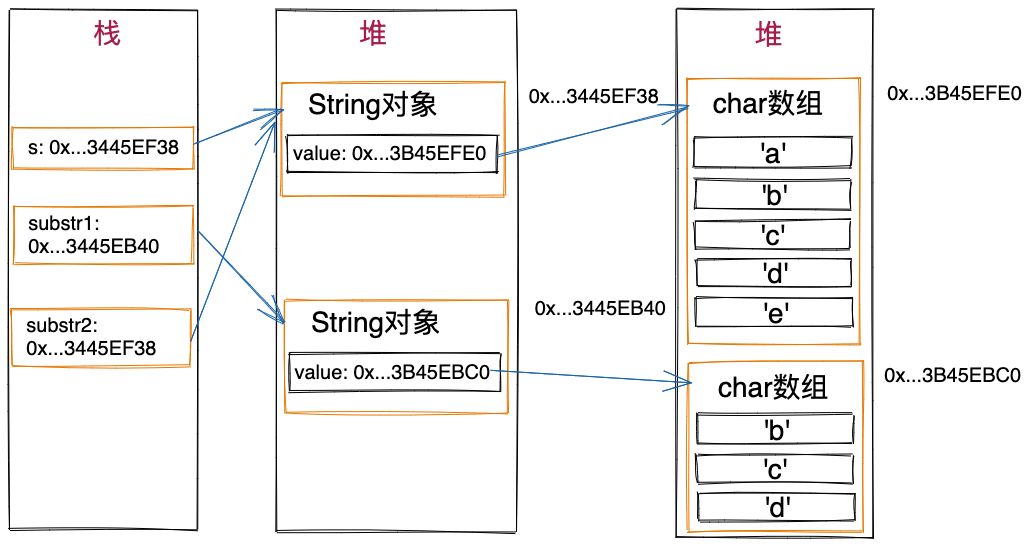 栈
s: 0x...3445EF38
substr1:
0x...3445EB40
substr2:
0x...3445EF38
堆
String对象
value: 0x...3B45EFE0
0x...3445EF38
String对象
value: 0x...3B45EBC0
0x...3445EB40
堆
char数组
0x...3B45EFE0
'a'
'b'
'c'
'd'
'e'
char数组
0x...3B45EBC0
'b'
'c'
'd'